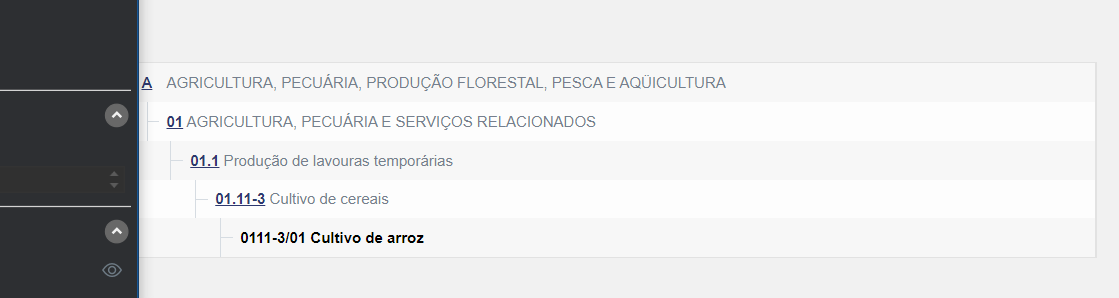 A AGRICULTURA, PECUÁRIA, PRODUÇÃO FLORESTAL, PESCA E AQÜICULTURA
01 AGRICULTURA, PECUÁRIA E SERVIÇOS RELACIONADOS
01.1 Produção de lavouras temporárias
01.11-3 Cultivo de cereais
0111-3/01 Cultivo de arroz